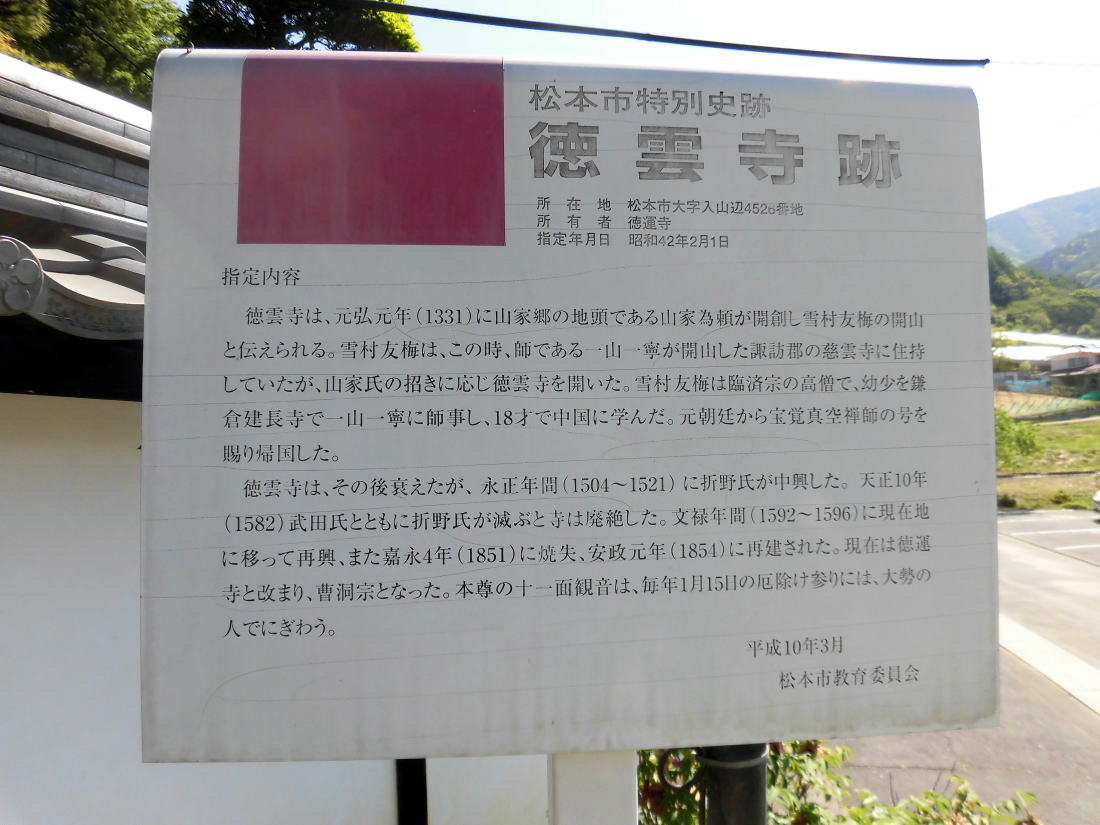 松本市特別史跡
徳雲寺跡
所在地 松本市大字入山辺4526番地
所有者 徳運寺
指定年月日 昭和42年2月1日
指定内容
徳雲寺は、元弘元年(1331)に山家郷の地頭である山家為頼が開創し雪村友梅の開山
と伝えられる。雪村友梅は、この時、師である一山一寧が開山した諏訪郡の慈雲寺に住持
していたが、山家氏の招きに応じ徳雲寺を開いた。雪村友梅は臨済宗の高僧で、幼少を鎌
倉建長寺で一山一寧に師事し、18才で中国に学んだ。元朝廷から宝覚真空禅師の号を
賜り帰国した。
徳雲寺は、その後衰えたが、永正年間(1504~1521)に折野氏が中興した。天正10年
(1582)武田氏とともに折野氏が滅ぶと寺は廃絶した。文禄年間(1592~1596)に現在地
に移って再興、また嘉永4年(1851)に焼失、安政元年(1854)に再建された。現在は徳運
寺と改まり、曹洞宗となった。本尊の十一面観音は、毎年1月15日の厄除け参りには、大勢の
人でにぎわう。
平成10年3月
松本市教育委員会